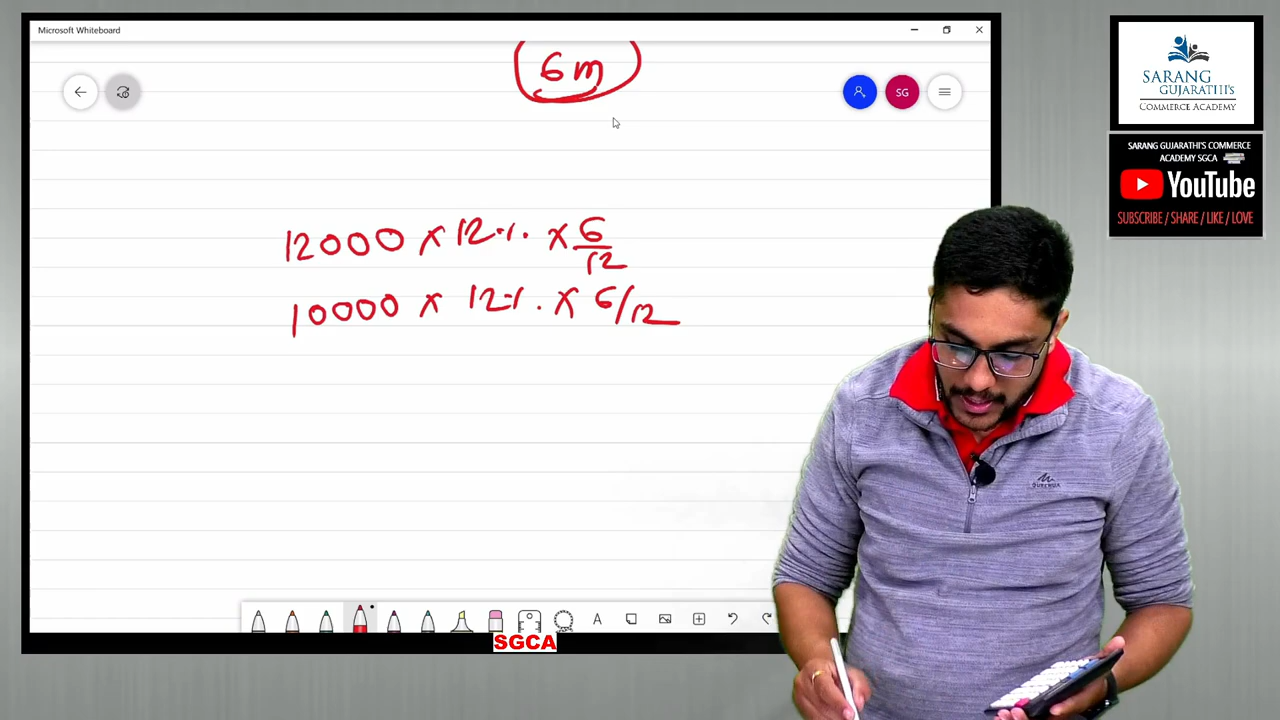 Microsoft Whiteboard
6 m
SG
12000 x 12 % x 6/12
10000 x 12 % . x 6/12
A
SGCA
SARANG
GUJARATHI'S
COMMERCE ACADEMY
SARANG GUJARATHI'S COMMERCE
ACADEMY SGCA
YouTube
SUBSCRIBE / SHARE / LIKE / LOVE